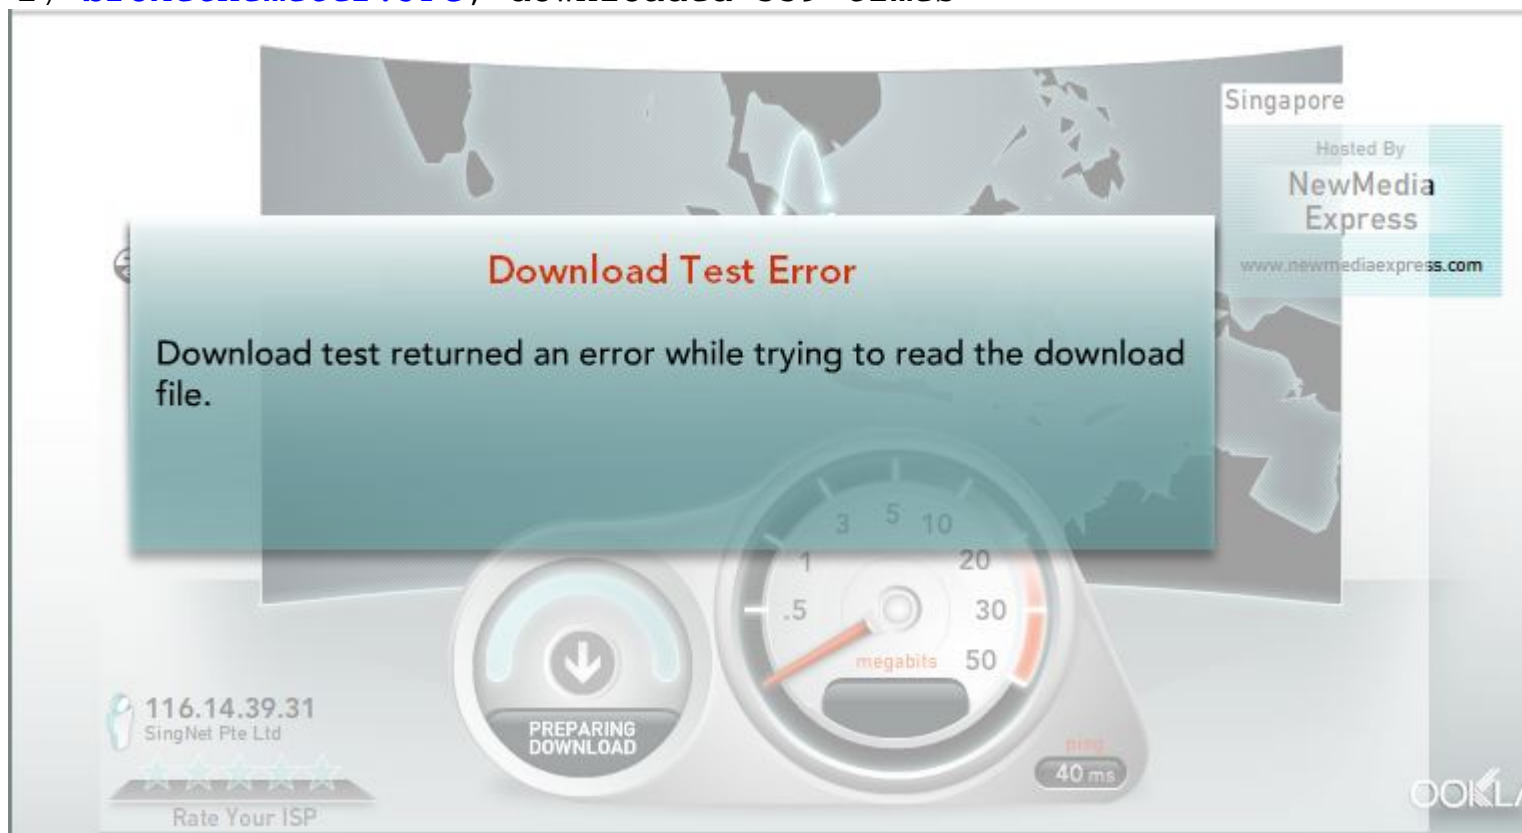 Singapore
Hosted By
NewMedia
Express
www.newmediaexpress.com
Download Test Error
Download test returned an error while trying to read the download
file.
3 5 10
1 20
.5 30
megabits 50
116.14.39.31
SingNet Pte Ltd
PREPARING
DOWNLOAD
ping
40 ms
Rate Your ISP
OOKLA